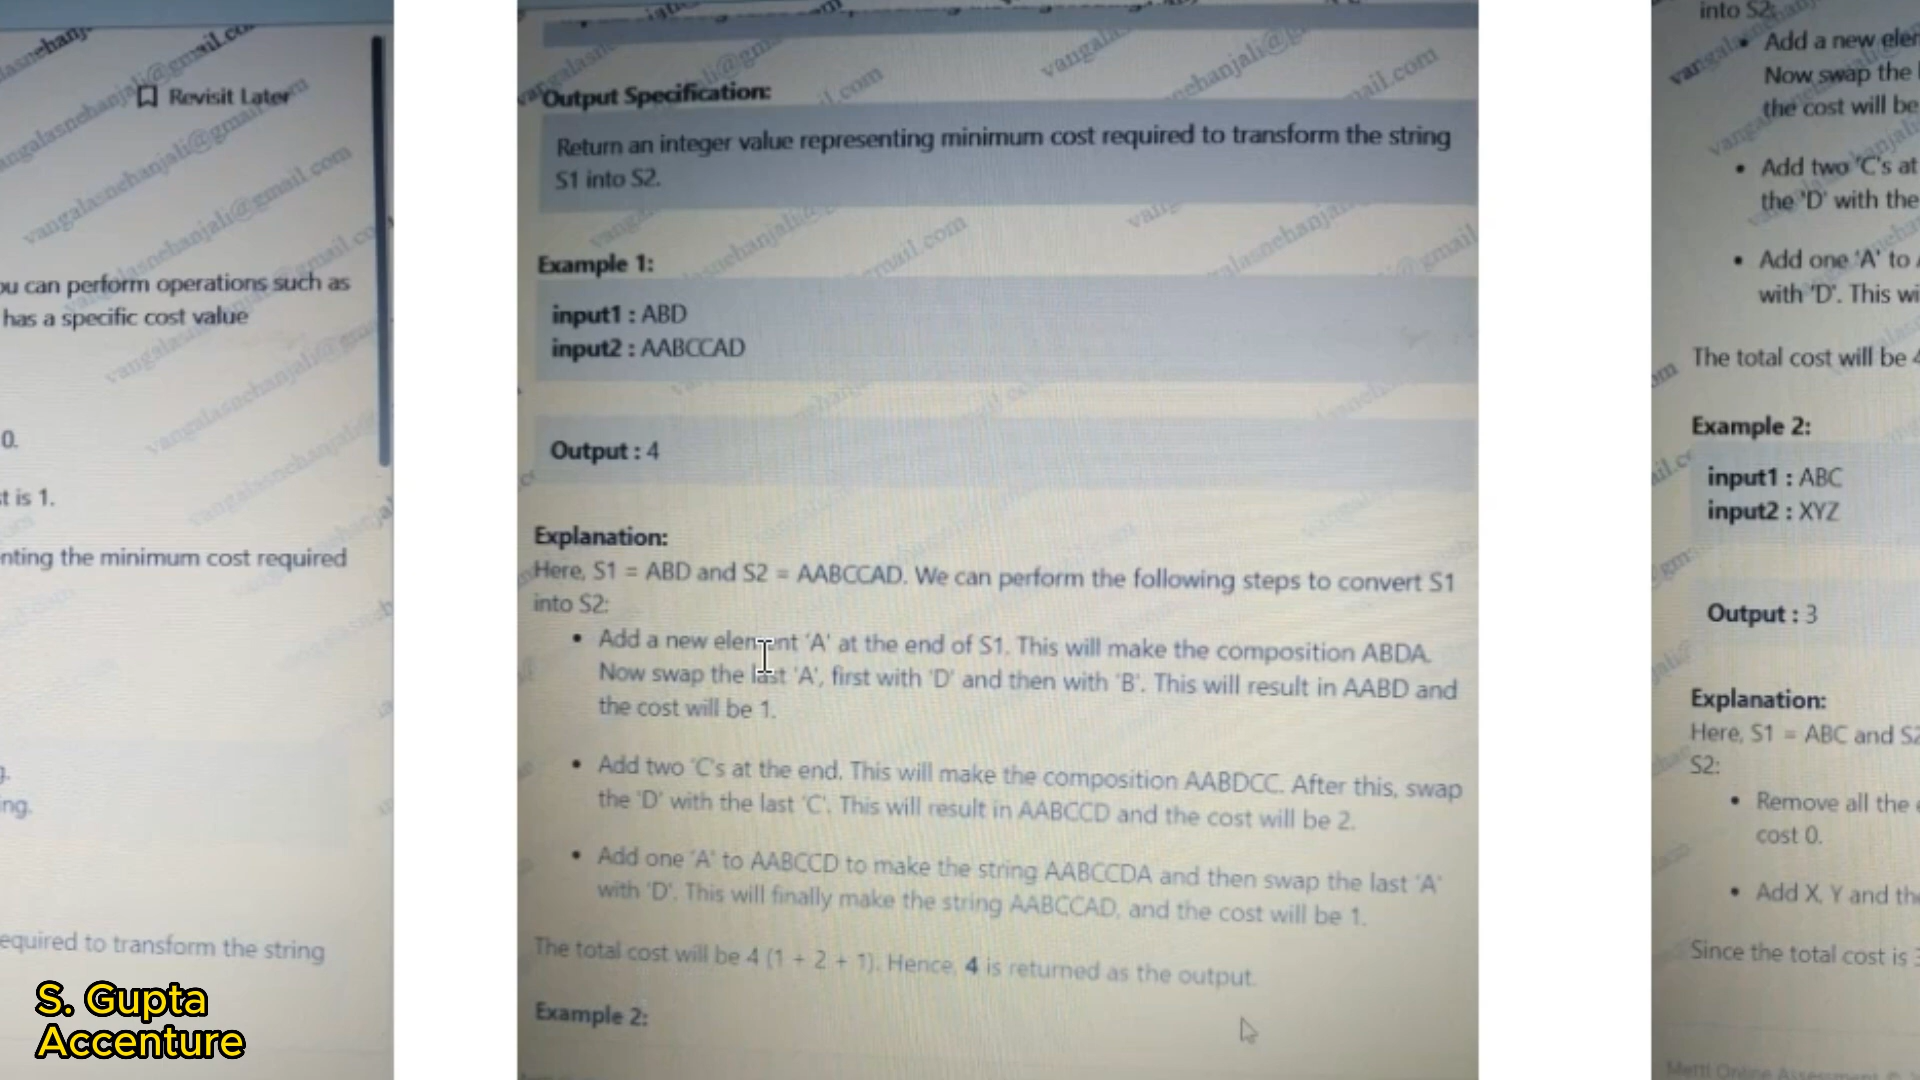 Revisit Later
ou can perform operations such as
has a specific cost value
0.
t is 1.
nting the minimum cost required
ng.
equired to transform the string
S. Gupta
Accenture
Output Specification:
Return an integer value representing minimum cost required to transform the string
S1 into S2.
Example 1:
input1 : ABD
input2 : AABCCAD
Output : 4
Explanation:
Here, S1 = ABD and S2 = AABCCAD. We can perform the following steps to convert S1
into S2:
• Add a new element 'A' at the end of S1. This will make the composition ABDA.
Now swap the last 'A', first with 'D' and then with 'B'. This will result in AABD and
the cost will be 1.
• Add two 'C's at the end. This will make the composition AABDCC. After this, swap
the 'D' with the last 'C'. This will result in AABCCD and the cost will be 2.
• Add one 'A' to AABCCD to make the string AABCCDA and then swap the last 'A'
with 'D'. This will finally make the string AABCCAD, and the cost will be 1.
The total cost will be 4 (1 + 2 + 1). Hence, 4 is returned as the output.
Example 2:
into S2:
• Add a new eler
Now swap the
the cost will be
• Add two 'C's at
the 'D' with the
• Add one 'A' to
with 'D'. This wi
The total cost will be 4
Example 2:
input1 : ABC
input2 : XYZ
Output : 3
Explanation:
Here, S1 = ABC and S2
S2:
• Remove all the
cost 0.
• Add X, Y and the
Since the total cost is 3